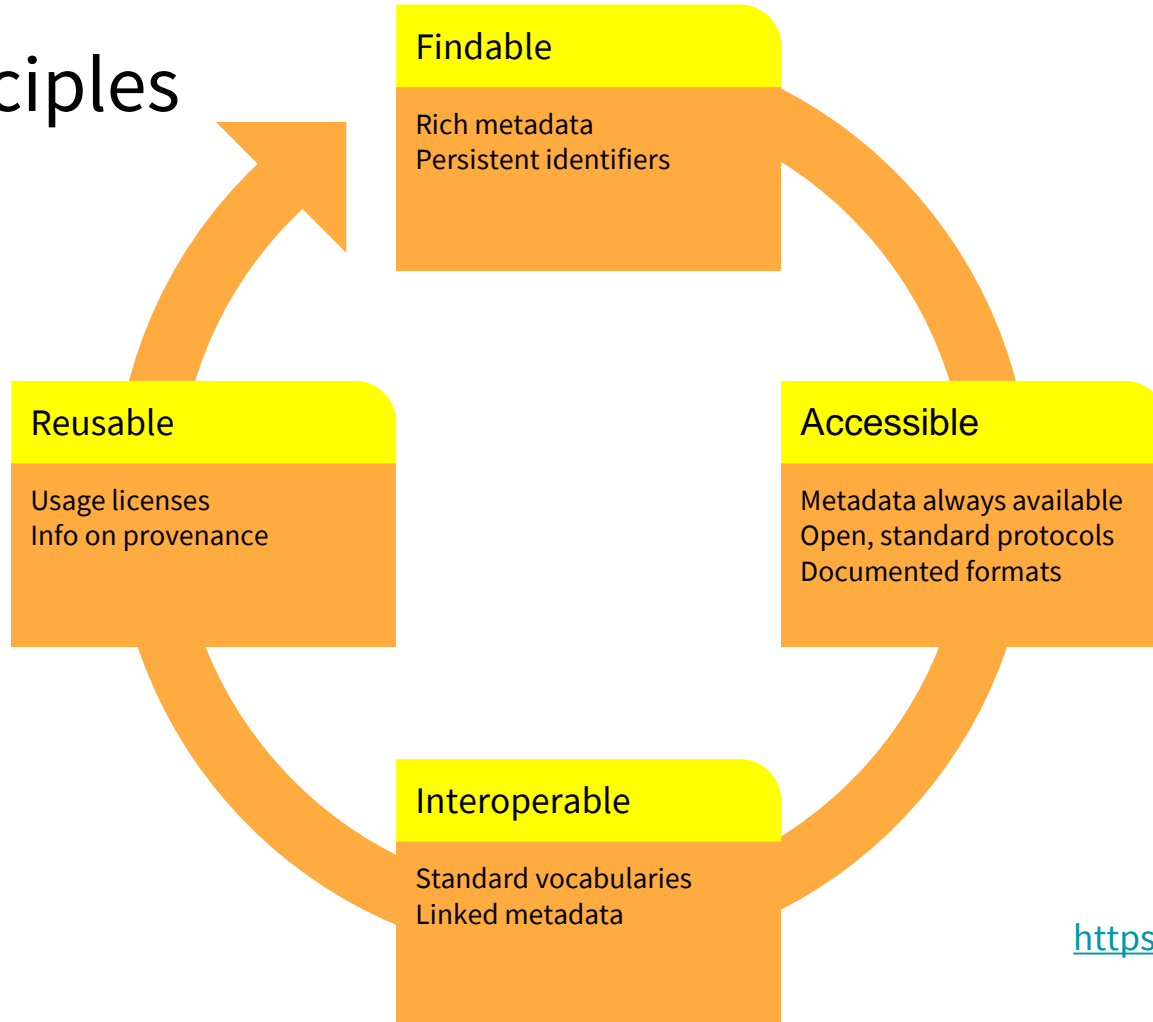 ciples
Findable
Rich metadata
Persistent identifiers
Reusable
Usage licenses
Info on provenance
Accessible
Metadata always available
Open, standard protocols
Documented formats
Interoperable
Standard vocabularies
Linked metadata
https